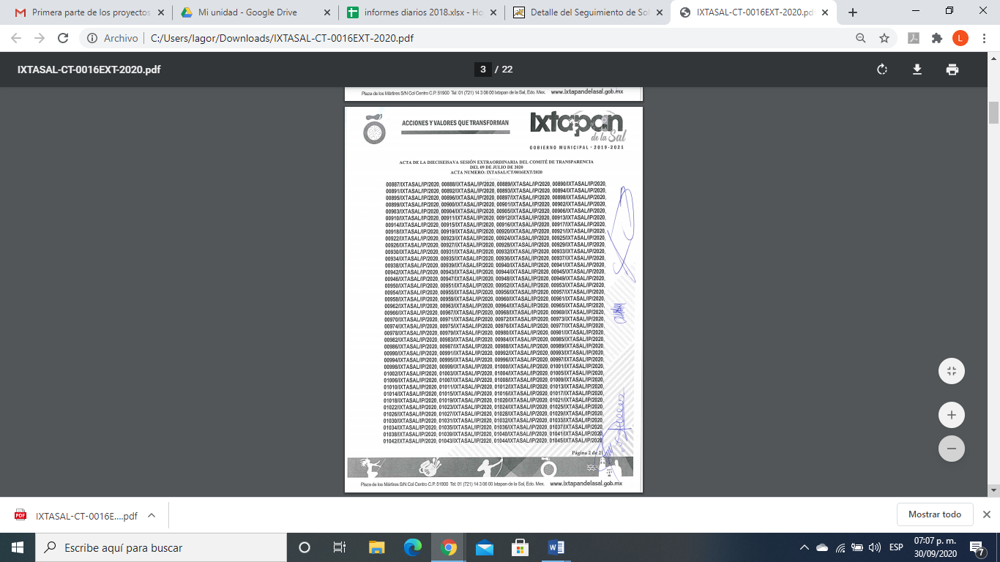 Primera parte de los proyectos
Mi unidad - Google Drive
informes diarios 2018.xlsx - Ho
Detalle del Seguimiento de Sol
IXTASAL-CT-0016EXT-2020.pdf
Archivo | C:/Users/lagor/Downloads/IXTASAL-CT-0016EXT-2020.pdf
L
IXTASAL-CT-0016EXT-2020.pdf
3 / 22
Plaza de los Mártires S/N Col Centro C.P. 51900 Tel: 01 (721) 14 3 06 00 Ixtapan de la Sal, Edo. Mex. www.ixtapandelasal.gob.mx
ACCIONES Y VALORES QUE TRANSFORMAN
Ixtapan
de la Sal
GOBIERNO MUNICIPAL • 2019-2021
ACTA DE LA DIECISEISAVA SESIÓN EXTRAORDINARIA DEL COMITÉ DE TRANSPARENCIA
DEL 09 DE JULIO DE 2020
ACTA NUMERO: IXTASAL/CT/0016EXT/2020
00887/IXTASAL/IP/2020, 00888/IXTASAL/IP/2020, 00889/IXTASAL/IP/2020, 00890/IXTASAL/IP/2020,
00891/IXTASAL/IP/2020, 00892/IXTASAL/IP/2020, 00893/IXTASAL/IP/2020, 00894/IXTASAL/IP/2020,
00895/IXTASAL/IP/2020, 00896/IXTASAL/IP/2020, 00897/IXTASAL/IP/2020, 00898/IXTASAL/IP/2020,
00899/IXTASAL/IP/2020, 00900/IXTASAL/IP/2020, 00901/IXTASAL/IP/2020, 00902/IXTASAL/IP/2020,
00903/IXTASAL/IP/2020, 00904/IXTASAL/IP/2020, 00905/IXTASAL/IP/2020, 00906/IXTASAL/IP/2020,
00910/IXTASAL/IP/2020, 00911/IXTASAL/IP/2020, 00912/IXTASAL/IP/2020, 00913/IXTASAL/IP/2020,
00914/IXTASAL/IP/2020, 00915/IXTASAL/IP/2020, 00916/IXTASAL/IP/2020, 00917/IXTASAL/IP/2020,
00918/IXTASAL/IP/2020, 00919/IXTASAL/IP/2020, 00920/IXTASAL/IP/2020, 00921/IXTASAL/IP/2020,
00922/IXTASAL/IP/2020, 00923/IXTASAL/IP/2020, 00924/IXTASAL/IP/2020, 00925/IXTASAL/IP/2020,
00926/IXTASAL/IP/2020, 00927/IXTASAL/IP/2020, 00928/IXTASAL/IP/2020, 00929/IXTASAL/IP/2020,
00930/IXTASAL/IP/2020, 00931/IXTASAL/IP/2020, 00932/IXTASAL/IP/2020, 00933/IXTASAL/IP/2020,
00934/IXTASAL/IP/2020, 00935/IXTASAL/IP/2020, 00936/IXTASAL/IP/2020, 00937/IXTASAL/IP/2020,
00938/IXTASAL/IP/2020, 00939/IXTASAL/IP/2020, 00940/IXTASAL/IP/2020, 00941/IXTASAL/IP/2020,
00942/IXTASAL/IP/2020, 00943/IXTASAL/IP/2020, 00944/IXTASAL/IP/2020, 00945/IXTASAL/IP/2020,
00946/IXTASAL/IP/2020, 00947/IXTASAL/IP/2020, 00948/IXTASAL/IP/2020, 00949/IXTASAL/IP/2020,
00950/IXTASAL/IP/2020, 00951/IXTASAL/IP/2020, 00952/IXTASAL/IP/2020, 00953/IXTASAL/IP/2020,
00954/IXTASAL/IP/2020, 00955/IXTASAL/IP/2020, 00956/IXTASAL/IP/2020, 00957/IXTASAL/IP/2020,
00958/IXTASAL/IP/2020, 00959/IXTASAL/IP/2020, 00960/IXTASAL/IP/2020, 00961/IXTASAL/IP/2020,
00962/IXTASAL/IP/2020, 00963/IXTASAL/IP/2020, 00964/IXTASAL/IP/2020, 00965/IXTASAL/IP/2020,
00966/IXTASAL/IP/2020, 00967/IXTASAL/IP/2020, 00968/IXTASAL/IP/2020, 00969/IXTASAL/IP/2020,
00970/IXTASAL/IP/2020, 00971/IXTASAL/IP/2020, 00972/IXTASAL/IP/2020, 00973/IXTASAL/IP/2020,
00974/IXTASAL/IP/2020, 00975/IXTASAL/IP/2020, 00976/IXTASAL/IP/2020, 00977/IXTASAL/IP/2020,
00978/IXTASAL/IP/2020, 00979/IXTASAL/IP/2020, 00980/IXTASAL/IP/2020, 00981/IXTASAL/IP/2020,
00982/IXTASAL/IP/2020, 00983/IXTASAL/IP/2020, 00984/IXTASAL/IP/2020, 00985/IXTASAL/IP/2020,
00986/IXTASAL/IP/2020, 00987/IXTASAL/IP/2020, 00988/IXTASAL/IP/2020, 00989/IXTASAL/IP/2020,
00990/IXTASAL/IP/2020, 00991/IXTASAL/IP/2020, 00992/IXTASAL/IP/2020, 00993/IXTASAL/IP/2020,
00994/IXTASAL/IP/2020, 00995/IXTASAL/IP/2020, 00996/IXTASAL/IP/2020, 00997/IXTASAL/IP/2020,
00998/IXTASAL/IP/2020, 00999/IXTASAL/IP/2020, 01000/IXTASAL/IP/2020, 01001/IXTASAL/IP/2020,
01002/IXTASAL/IP/2020, 01003/IXTASAL/IP/2020, 01004/IXTASAL/IP/2020, 01005/IXTASAL/IP/2020,
01006/IXTASAL/IP/2020, 01007/IXTASAL/IP/2020, 01008/IXTASAL/IP/2020, 01009/IXTASAL/IP/2020,
01010/IXTASAL/IP/2020, 01011/IXTASAL/IP/2020, 01012/IXTASAL/IP/2020, 01013/IXTASAL/IP/2020,
01014/IXTASAL/IP/2020, 01015/IXTASAL/IP/2020, 01016/IXTASAL/IP/2020, 01017/IXTASAL/IP/2020,
01018/IXTASAL/IP/2020, 01019/IXTASAL/IP/2020, 01020/IXTASAL/IP/2020, 01021/IXTASAL/IP/2020,
01022/IXTASAL/IP/2020, 01023/IXTASAL/IP/2020, 01024/IXTASAL/IP/2020, 01025/IXTASAL/IP/2020,
01026/IXTASAL/IP/2020, 01027/IXTASAL/IP/2020, 01028/IXTASAL/IP/2020, 01029/IXTASAL/IP/2020,
01030/IXTASAL/IP/2020, 01031/IXTASAL/IP/2020, 01032/IXTASAL/IP/2020, 01033/IXTASAL/IP/2020,
01034/IXTASAL/IP/2020, 01035/IXTASAL/IP/2020, 01036/IXTASAL/IP/2020, 01037/IXTASAL/IP/2020,
01038/IXTASAL/IP/2020, 01039/IXTASAL/IP/2020, 01040/IXTASAL/IP/2020, 01041/IXTASAL/IP/2020,
01042/IXTASAL/IP/2020, 01043/IXTASAL/IP/2020, 01044/IXTASAL/IP/2020, 01045/IXTASAL/IP/2020,
Página 2 de 21
Plaza de los Mártires S/N Col Centro C.P. 51900 Tel: 01 (721) 14 3 06 00 Ixtapan de la Sal, Edo. Mex. www.ixtapandelasal.gob.mx
IXTASAL-CT-0016E....pdf
Mostrar todo
Escribe aquí para buscar
ESP
07:07 p. m.
30/09/2020
7